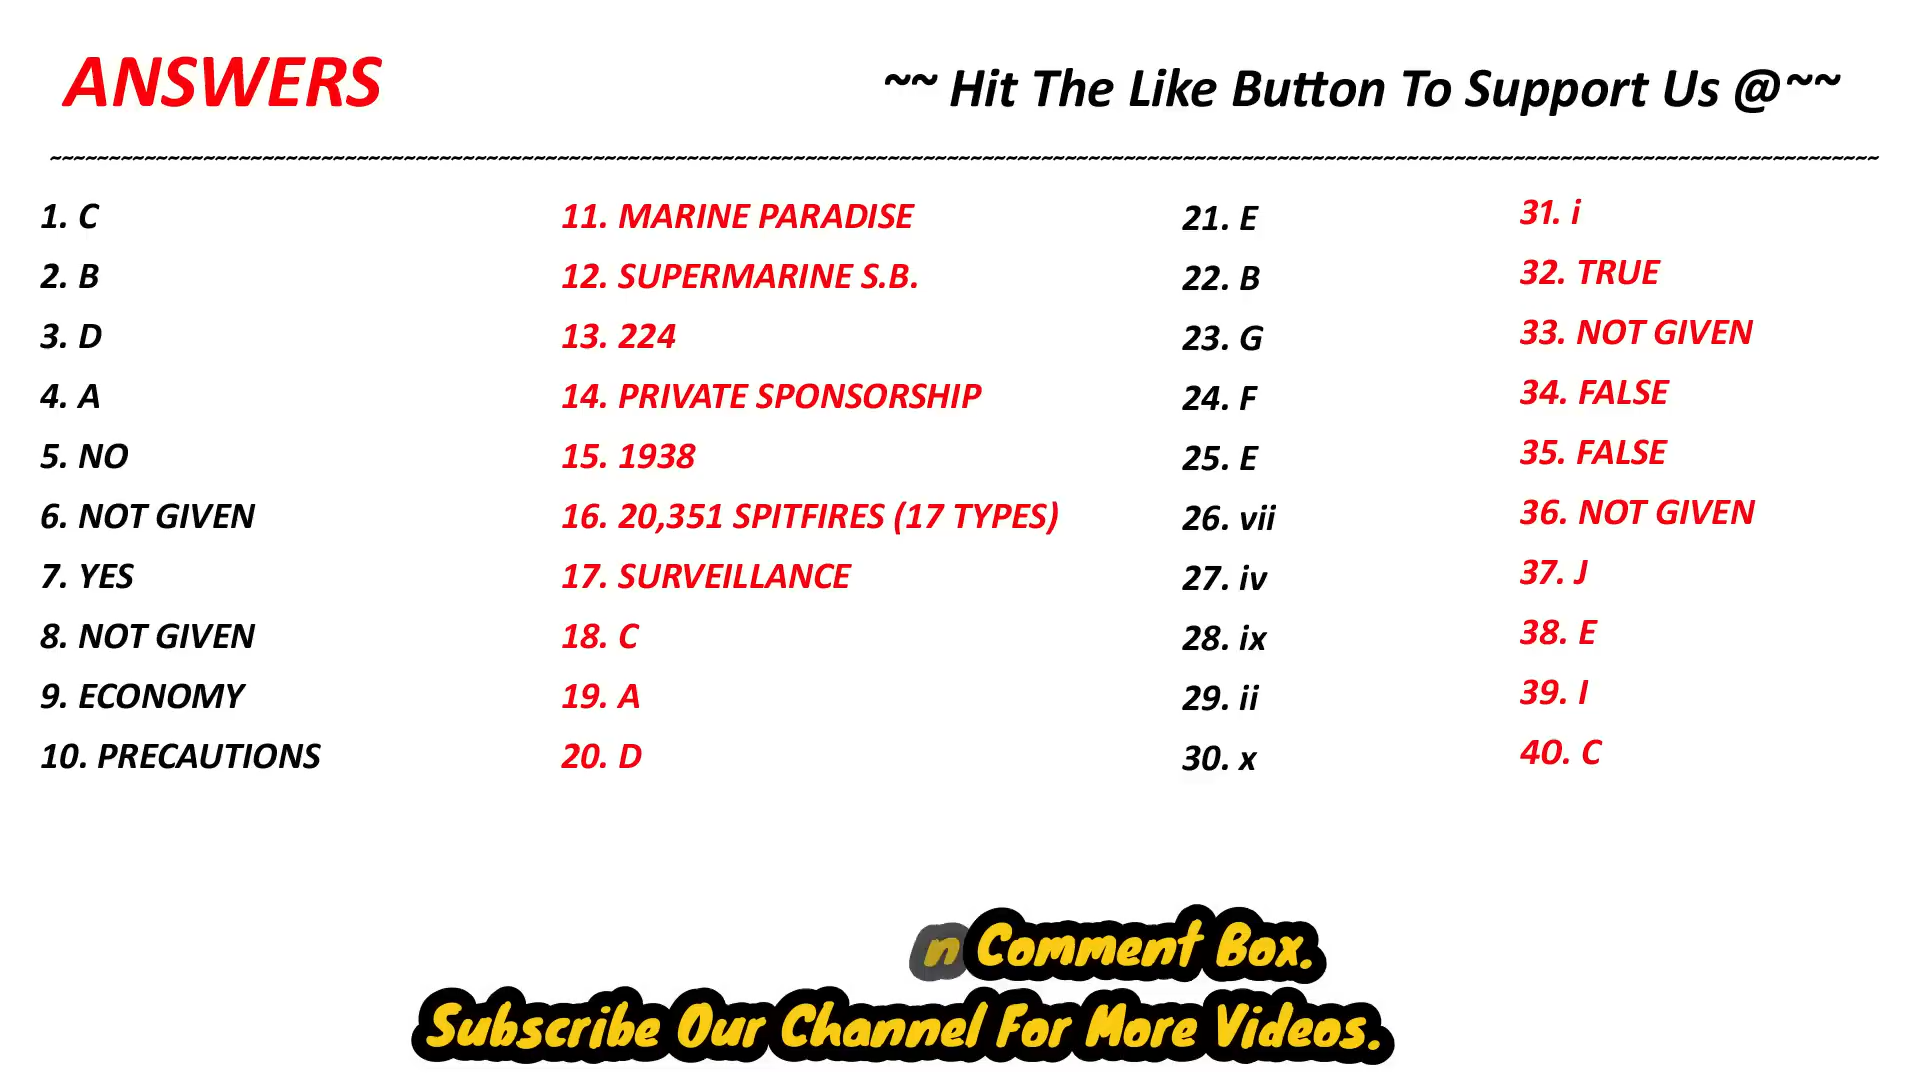 ANSWERS
~~ Hit The Like Button To Support Us @~~
1. C
2. B
3. D
4. A
5. NO
6. NOT GIVEN
7. YES
8. NOT GIVEN
9. ECONOMY
10. PRECAUTIONS
11. MARINE PARADISE
12. SUPERMARINE S.B.
13. 224
14. PRIVATE SPONSORSHIP
15. 1938
16. 20,351 SPITFIRES (17 TYPES)
17. SURVEILLANCE
18. C
19. A
20. D
21. E
22. B
23. G
24. F
25. E
26. vii
27. iv
28. ix
29. ii
30. x
31. i
32. TRUE
33. NOT GIVEN
34. FALSE
35. FALSE
36. NOT GIVEN
37. J
38. E
39. I
40. C
n Comment Box.
Subscribe Our Channel For More Videos.